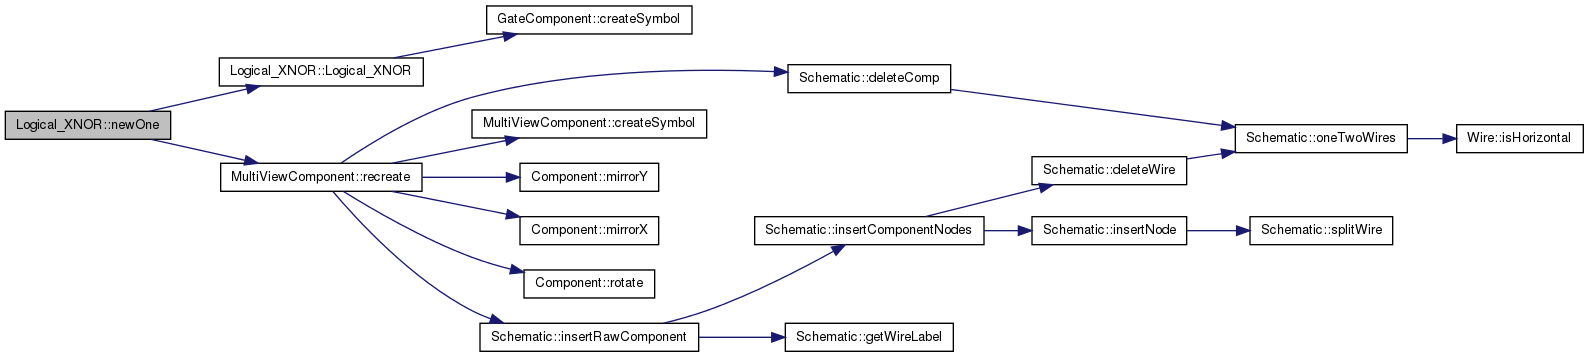 GateComponent::createSymbol
Logical_XNOR::Logical_XNOR
Schematic::deleteComp
Logical_XNOR::newOne
MultiViewComponent::createSymbol
Schematic::oneTwoWires
Wire::isHorizontal
MultiViewComponent::recreate
Component::mirrorY
Schematic::deleteWire
Component::mirrorX
Schematic::insertComponentNodes
Schematic::insertNode
Schematic::splitWire
Component::rotate
Schematic::insertRawComponent
Schematic::getWireLabel